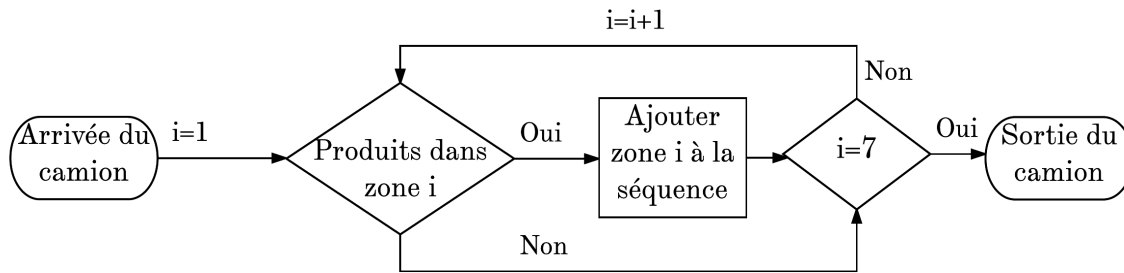 i=i+1
Non
Arrivée du
camion
i=1
Produits dans
zone i
Oui
Ajouter
zone i à la
séquence
i=7
Oui
Sortie du
camion
Non